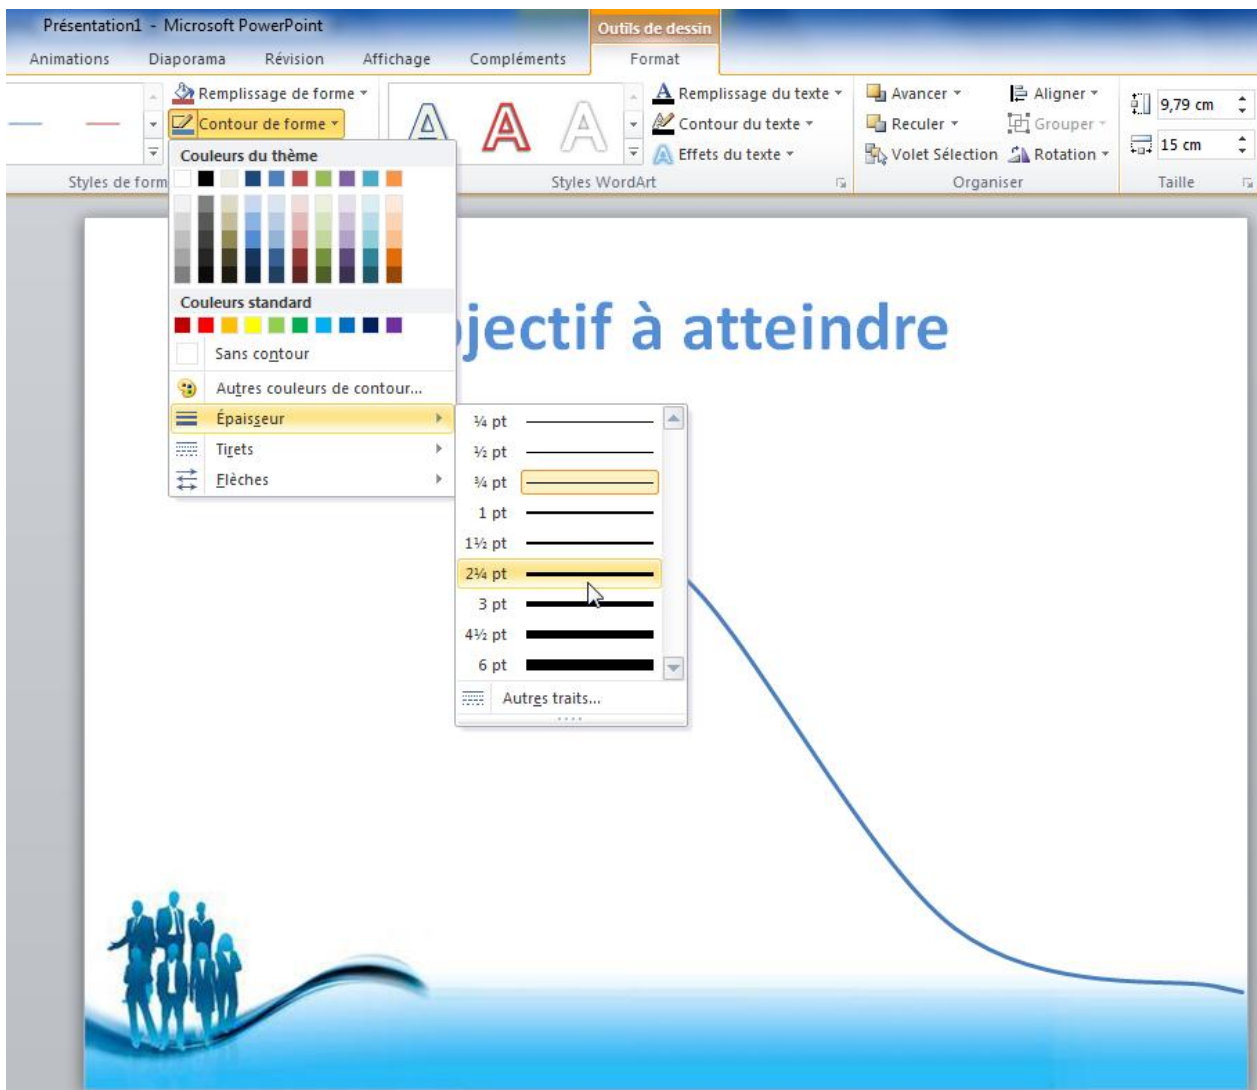 Présentation1 - Microsoft PowerPoint
Outils de dessin
Animations Diaporama Révision Affichage Compléments Format
Remplissage de forme
Contour de forme
Remplissage du texte
Contour du texte
Effets du texte
Avancer
Reculer
Volet Sélection
Aligner
Grouper
Rotation
9,79 cm
15 cm
Styles de form
Styles WordArt
Organiser
Taille
Couleurs du thème
Couleurs standard
Sans contour
Autres couleurs de contour...
Épaisseur
Tirets
Flèches
¼ pt
½ pt
¾ pt
1 pt
1½ pt
2¼ pt
3 pt
4½ pt
6 pt
Autres traits...
jectif à atteindre